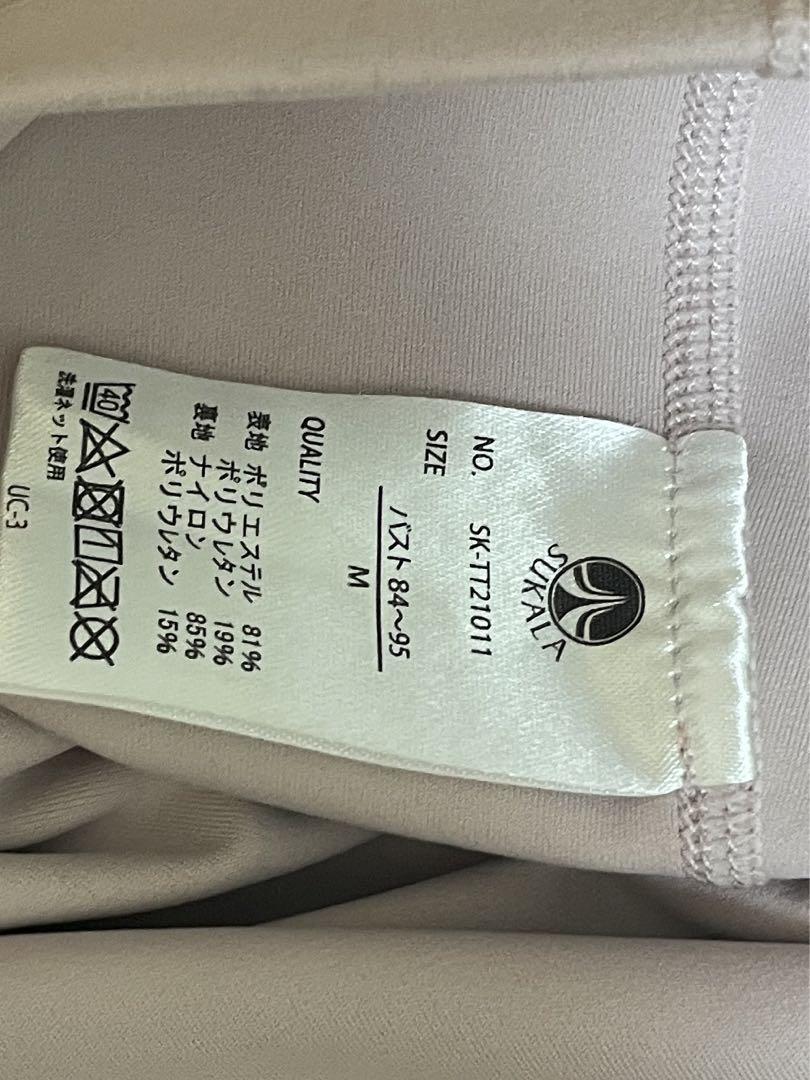 SUKALA
NO. SK-TT21011
SIZE
バスト 84〜95
M
QUALITY
表地 ポリエステル 81%
ポリウレタン 19%
裏地 ナイロン 85%
ポリウレタン 15%
40
洗濯ネット使用
UC-3